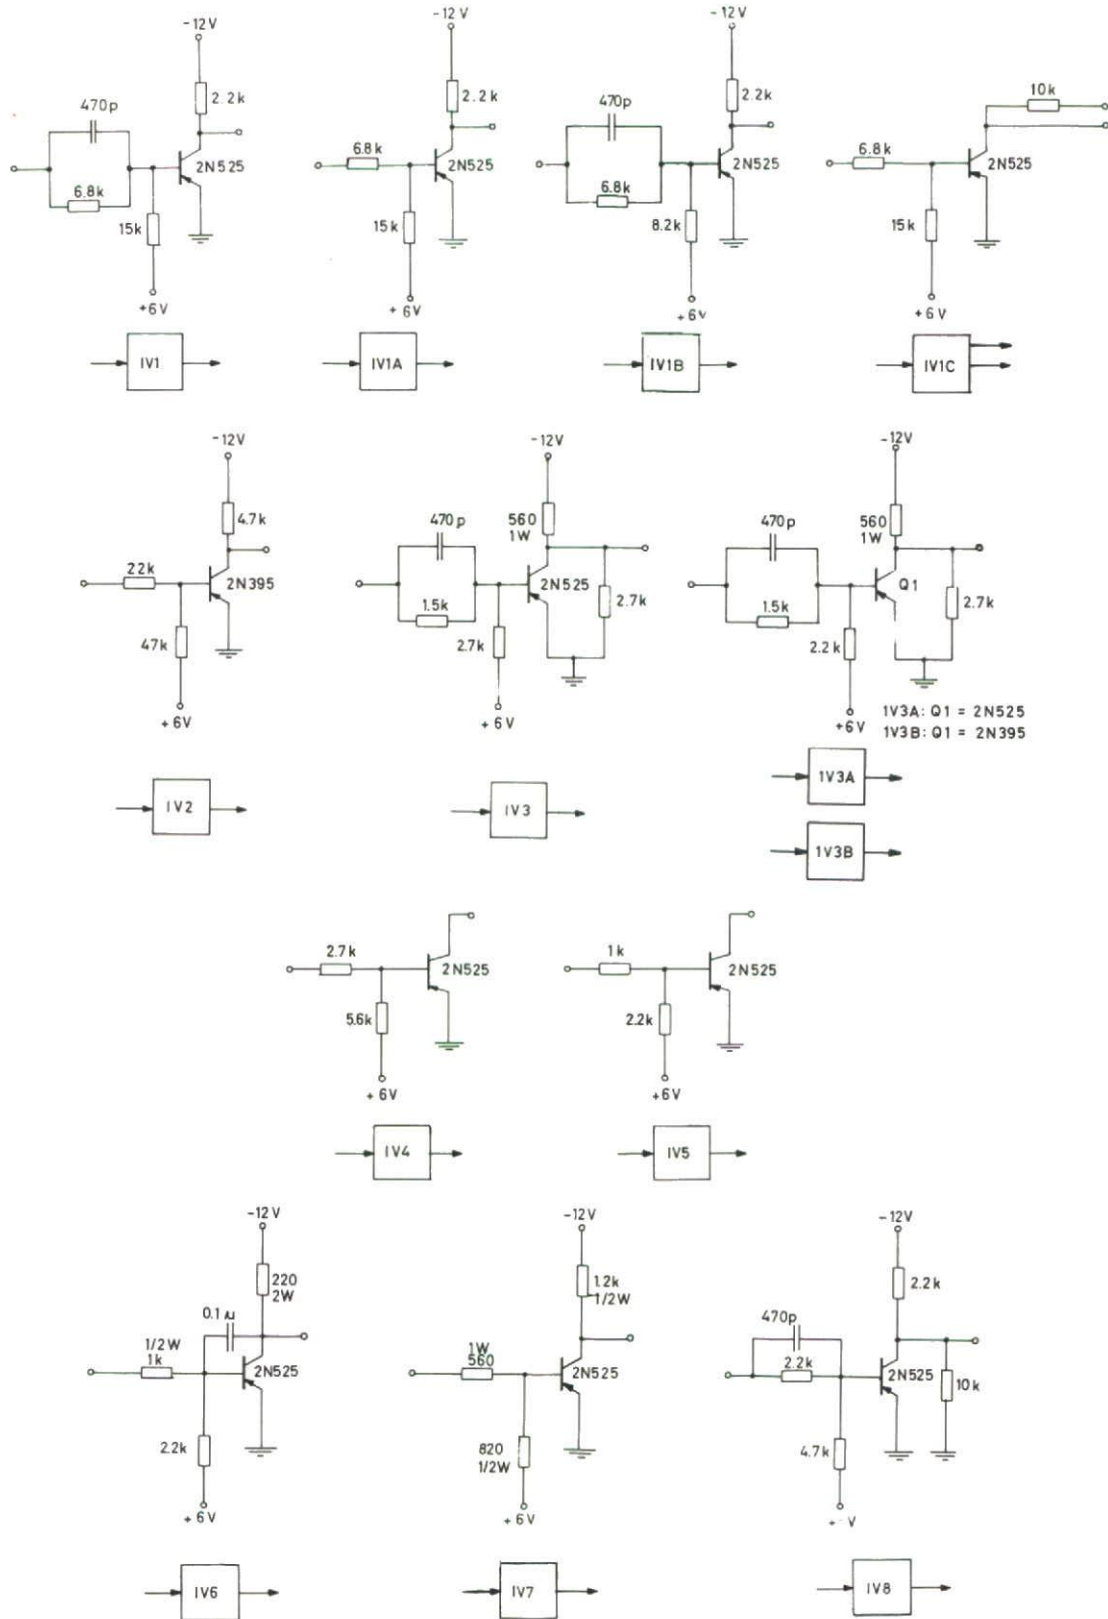 -12V
2.2k
470p
2N525
6.8k
15k
+6V
IV1
-12V
2.2k
6.8k
2N525
15k
+6V
IV1A
-12V
2.2k
470p
2N525
6.8k
8.2k
+6V
IV1B
10k
6.8k
2N525
15k
+6V
IV1C
-12V
4.7k
22k
2N395
47k
+6V
IV2
-12V
560
1W
470p
2N525
1.5k
2.7k
2.7k
+6V
IV3
-12V
560
1W
470p
Q1
1.5k
2.7k
2.2k
+6V
1V3A: Q1 = 2N525
1V3B: Q1 = 2N395
1V3A
1V3B
2.7k
2N525
5.6k
+6V
IV4
1k
2N525
2.2k
+6V
IV5
-12V
220
2W
0.1µ
1/2W
1k
2N525
2.2k
+6V
IV6
-12V
1.2k
1/2W
1W
560
2N525
820
1/2W
+6V
IV7
-12V
2.2k
470p
2.2k
2N525
10k
4.7k
IV8